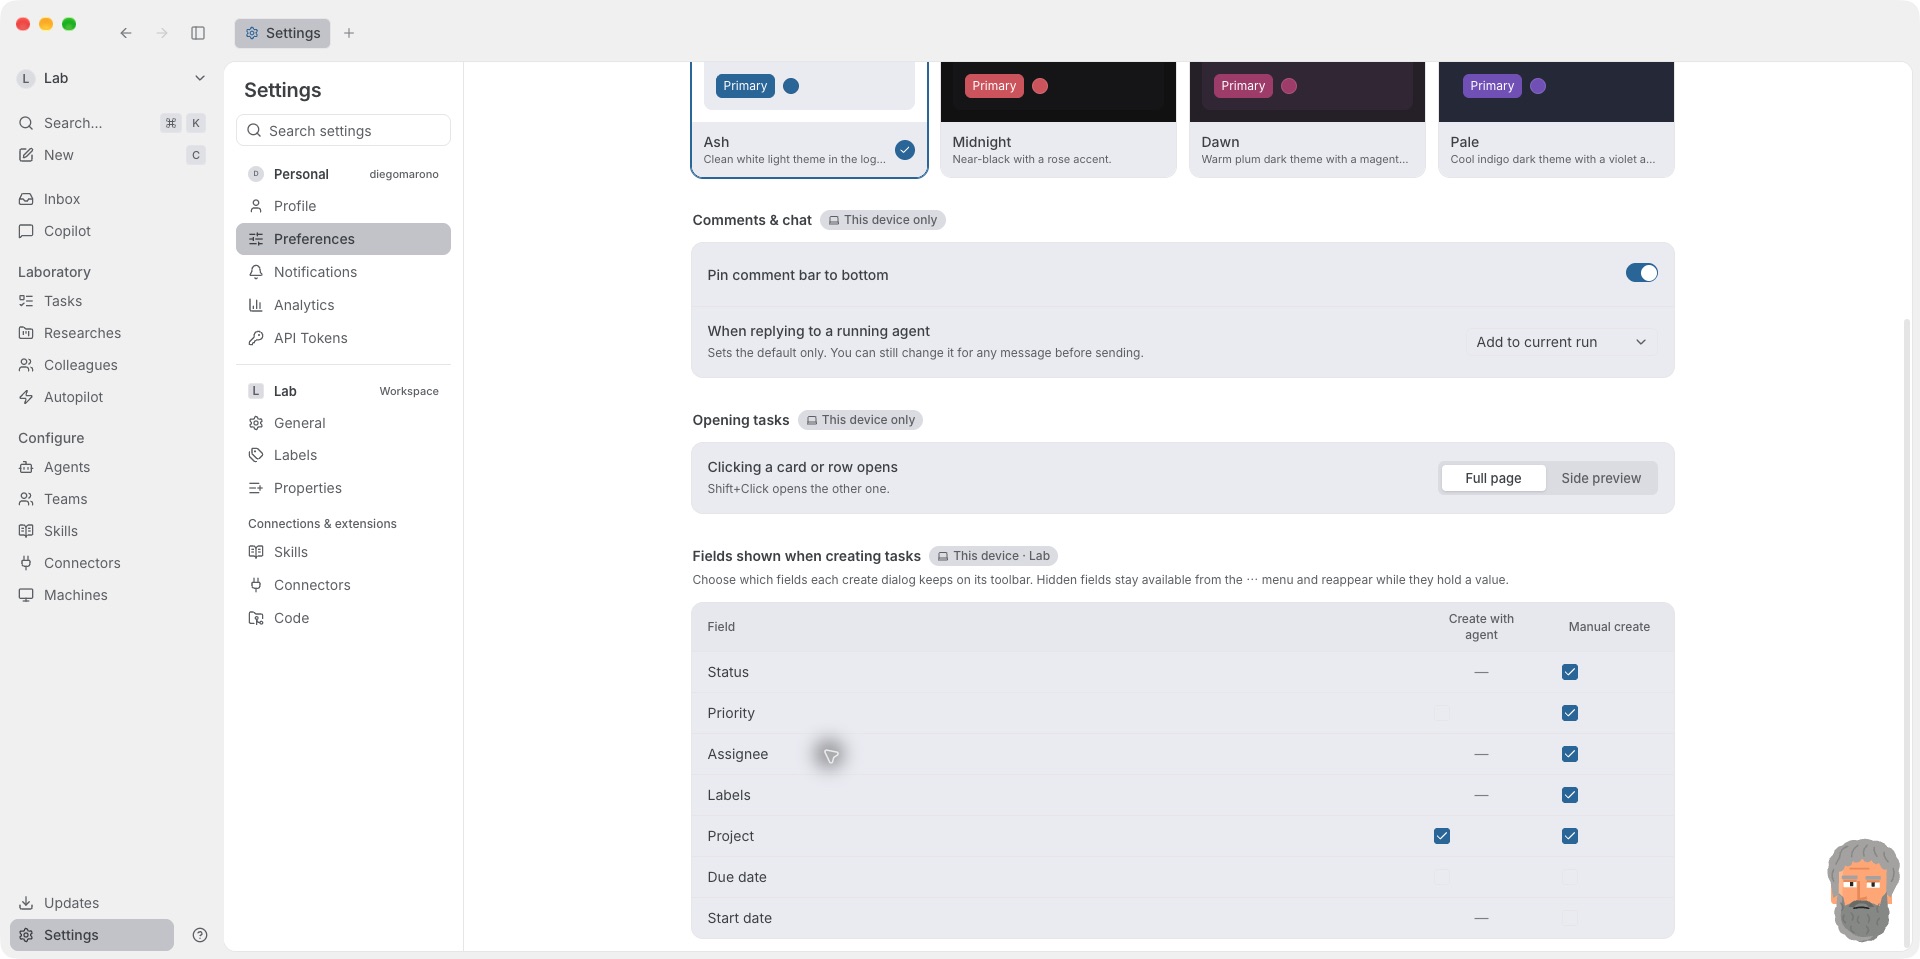 Settings
L Lab
Search... ⌘ K
New C
Inbox
Copilot
Laboratory
Tasks
Researches
Colleagues
Autopilot
Configure
Agents
Teams
Skills
Connectors
Machines
Updates
Settings
Settings
Search settings
D Personal diegomarono
Profile
Preferences
Notifications
Analytics
API Tokens
L Lab Workspace
General
Labels
Properties
Connections & extensions
Skills
Connectors
Code
Primary
Primary
Primary
Primary
Ash
Clean white light theme in the log...
Midnight
Near-black with a rose accent.
Dawn
Warm plum dark theme with a magent...
Pale
Cool indigo dark theme with a violet a...
Comments & chat This device only
Pin comment bar to bottom
When replying to a running agent
Sets the default only. You can still change it for any message before sending.
Add to current run
Opening tasks This device only
Clicking a card or row opens
Shift+Click opens the other one.
Full page Side preview
Fields shown when creating tasks This device · Lab
Choose which fields each create dialog keeps on its toolbar. Hidden fields stay available from the ··· menu and reappear while they hold a value.
Field
Create with
agent
Manual create
Status —
Priority
Assignee —
Labels —
Project
Due date
Start date —